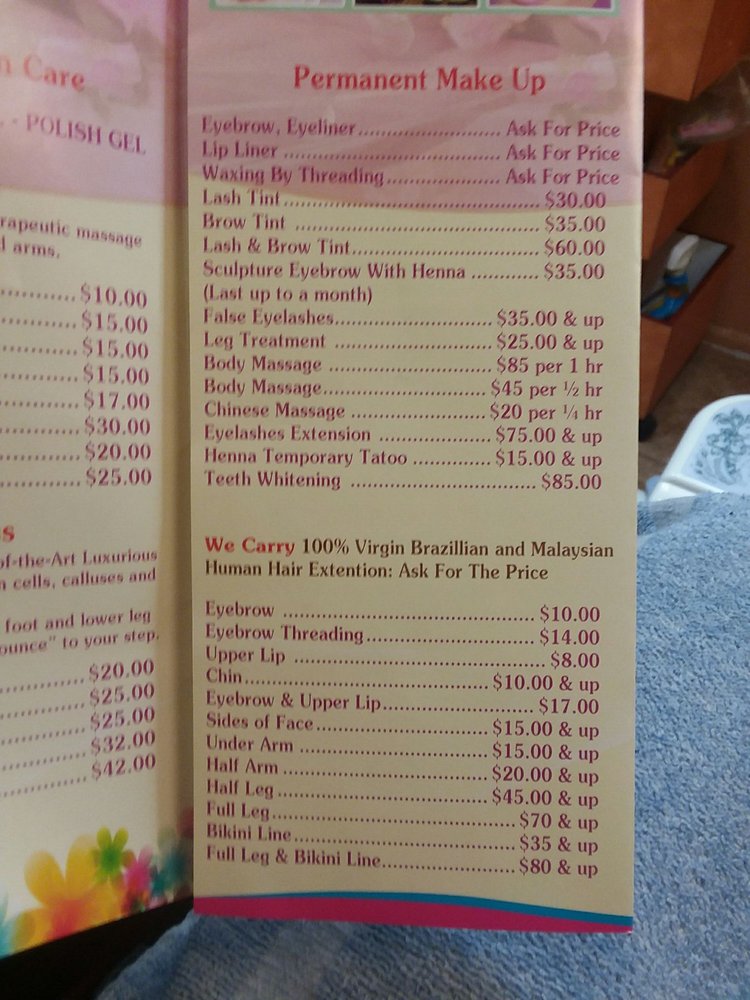 Care
- POLISH GEL
rapeutic massage
arms,
$10.00
$15.00
$15.00
$15.00
$17.00
$30.00
$20.00
$25.00
of-the-Art Luxurious
cells, calluses and
foot and lower leg
ounce" to your step.
$20.00
$25.00
$25.00
$32.00
$42.00
Permanent Make Up
Eyebrow, Eyeliner........................ Ask For Price
Lip Liner ..................................... Ask For Price
Waxing By Threading................... Ask For Price
Lash Tint........................................... $30.00
Brow Tint ......................................... $35.00
Lash & Brow Tint................................ $60.00
Sculpture Eyebrow With Henna ............ $35.00
(Last up to a month)
False Eyelashes........................... $35.00 & up
Leg Treatment ........................... $25.00 & up
Body Massage ........................... $85 per 1 hr
Body Massage........................... $45 per ½ hr
Chinese Massage ....................... $20 per ¼ hr
Eyelashes Extension ................... $75.00 & up
Henna Temporary Tatoo ............. $15.00 & up
Teeth Whitening ................................ $85.00
We Carry 100% Virgin Brazillian and Malaysian
Human Hair Extention: Ask For The Price
Eyebrow ........................................... $10.00
Eyebrow Threading............................. $14.00
Upper Lip .......................................... $8.00
Chin.......................................... $10.00 & up
Eyebrow & Upper Lip.......................... $17.00
Sides of Face............................. $15.00 & up
Under Arm ................................ $15.00 & up
Half Arm ................................... $20.00 & up
Half Leg.................................... $45.00 & up
Full Leg.......................................... $70 & up
Bikini Line...................................... $35 & up
Full Leg & Bikini Line....................... $80 & up